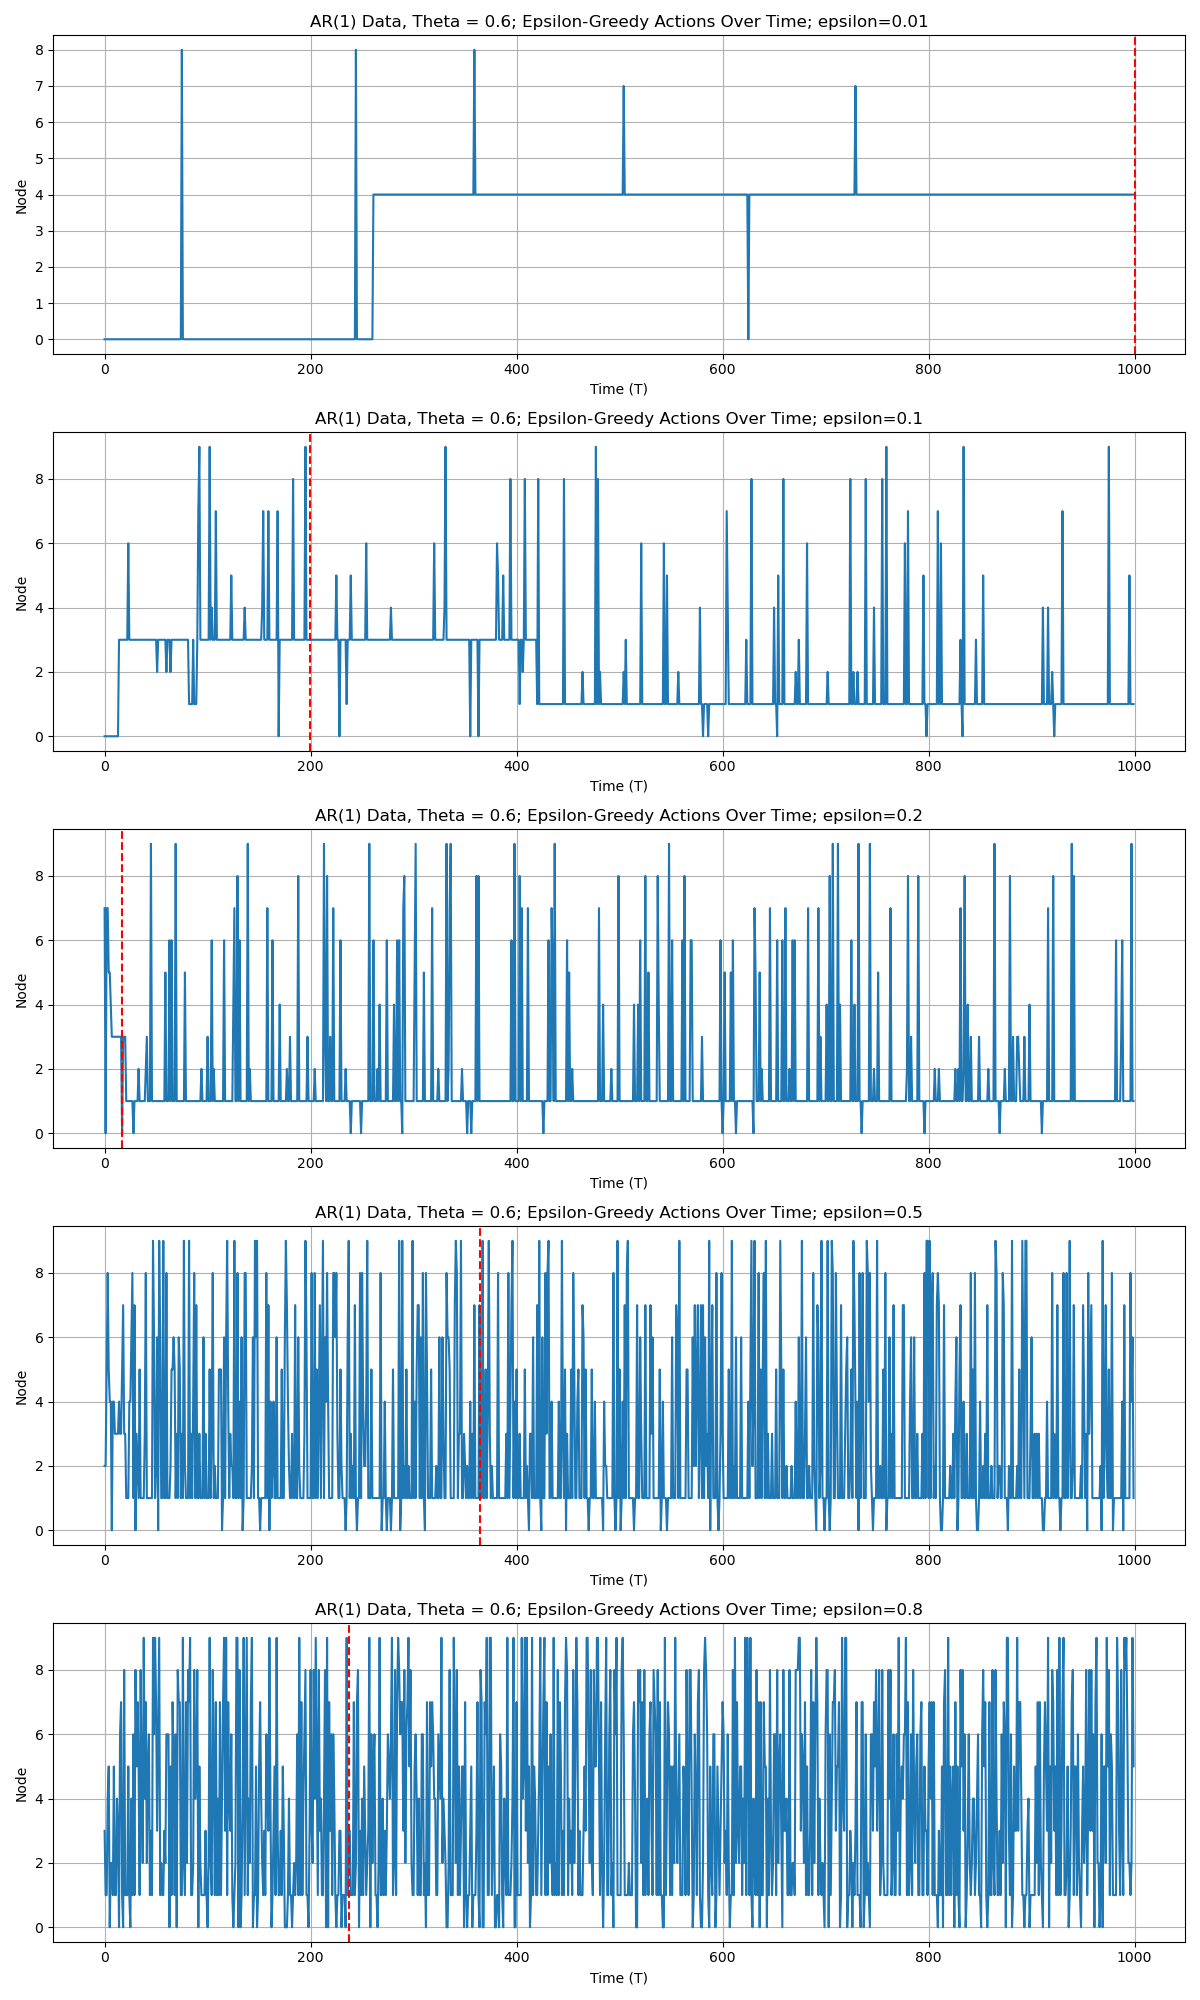 AR(1) Data, Theta = 0.6; Epsilon-Greedy Actions Over Time; epsilon=0.01
8
7
6
5
4
3
2
1
0
Node
0 200 400 600 800 1000
Time (T)
AR(1) Data, Theta = 0.6; Epsilon-Greedy Actions Over Time; epsilon=0.1
8
6
4
2
0
Node
0 200 400 600 800 1000
Time (T)
AR(1) Data, Theta = 0.6; Epsilon-Greedy Actions Over Time; epsilon=0.2
8
6
4
2
0
Node
0 200 400 600 800 1000
Time (T)
AR(1) Data, Theta = 0.6; Epsilon-Greedy Actions Over Time; epsilon=0.5
8
6
4
2
0
Node
0 200 400 600 800 1000
Time (T)
AR(1) Data, Theta = 0.6; Epsilon-Greedy Actions Over Time; epsilon=0.8
8
6
4
2
0
Node
0 200 400 600 800 1000
Time (T)